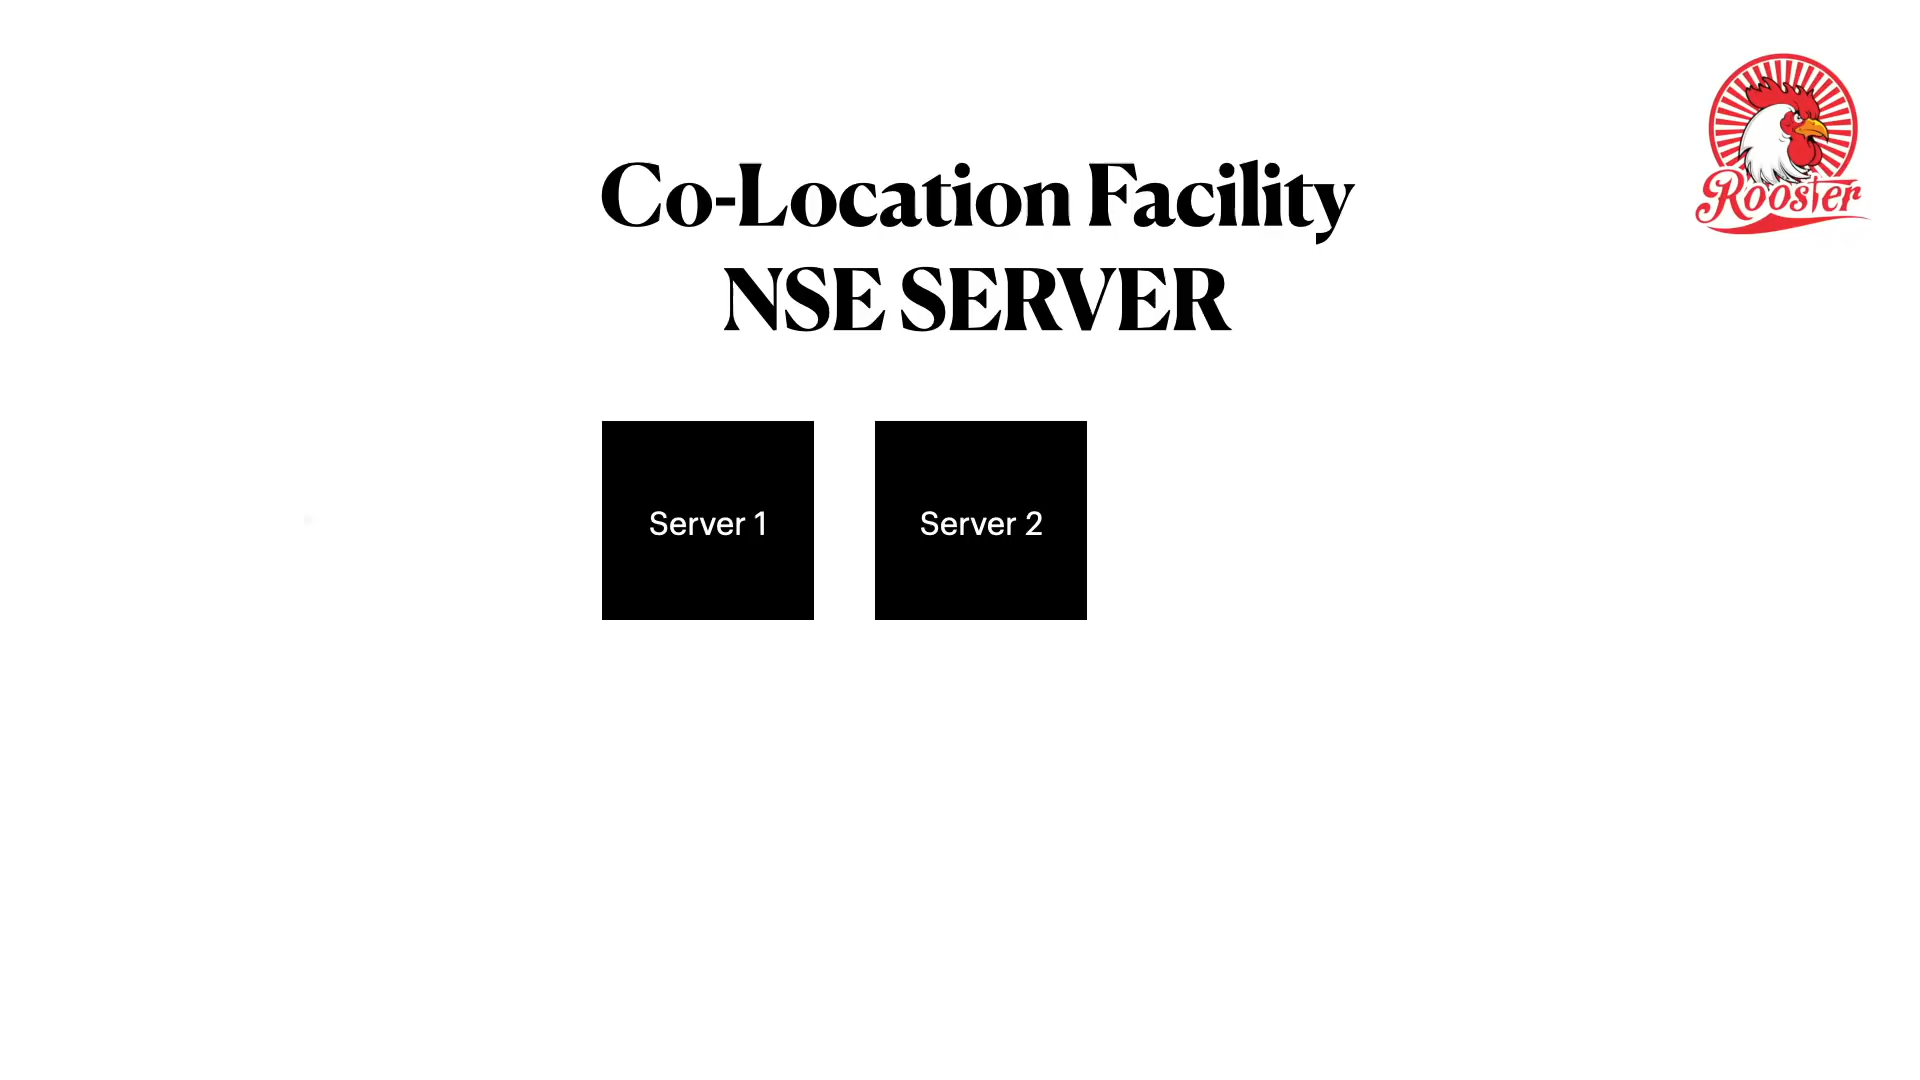 Co-Location Facility
NSE SERVER
Rooster
Server 1
Server 2